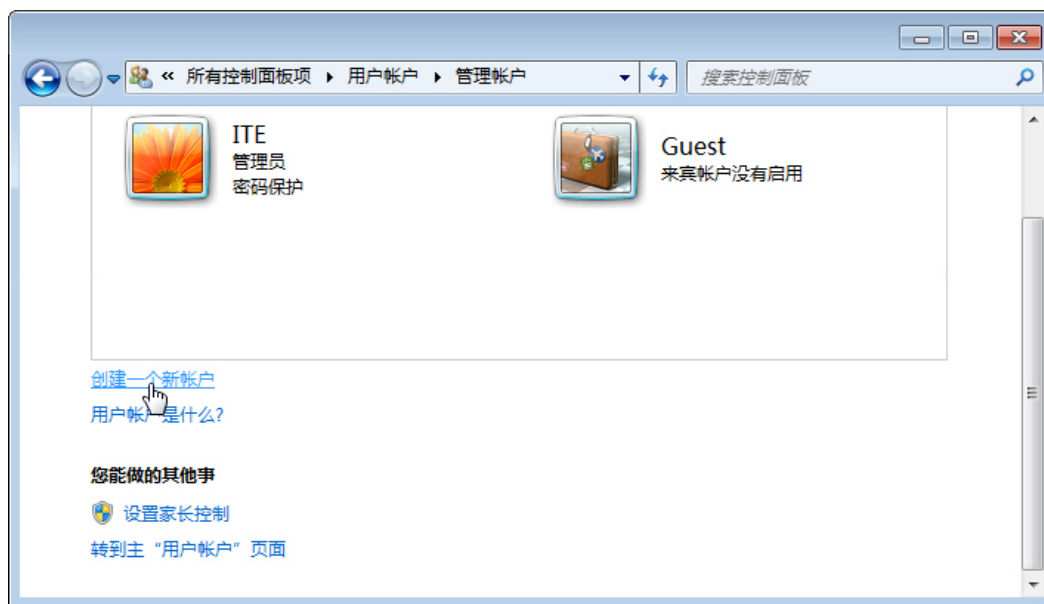 « 所有控制面板项 ▸ 用户帐户 ▸ 管理帐户
搜索控制面板
ITE
管理员
密码保护
Guest
来宾帐户没有启用
创建一个新帐户
用户帐户是什么?
您能做的其他事
设置家长控制
转到主“用户帐户”页面